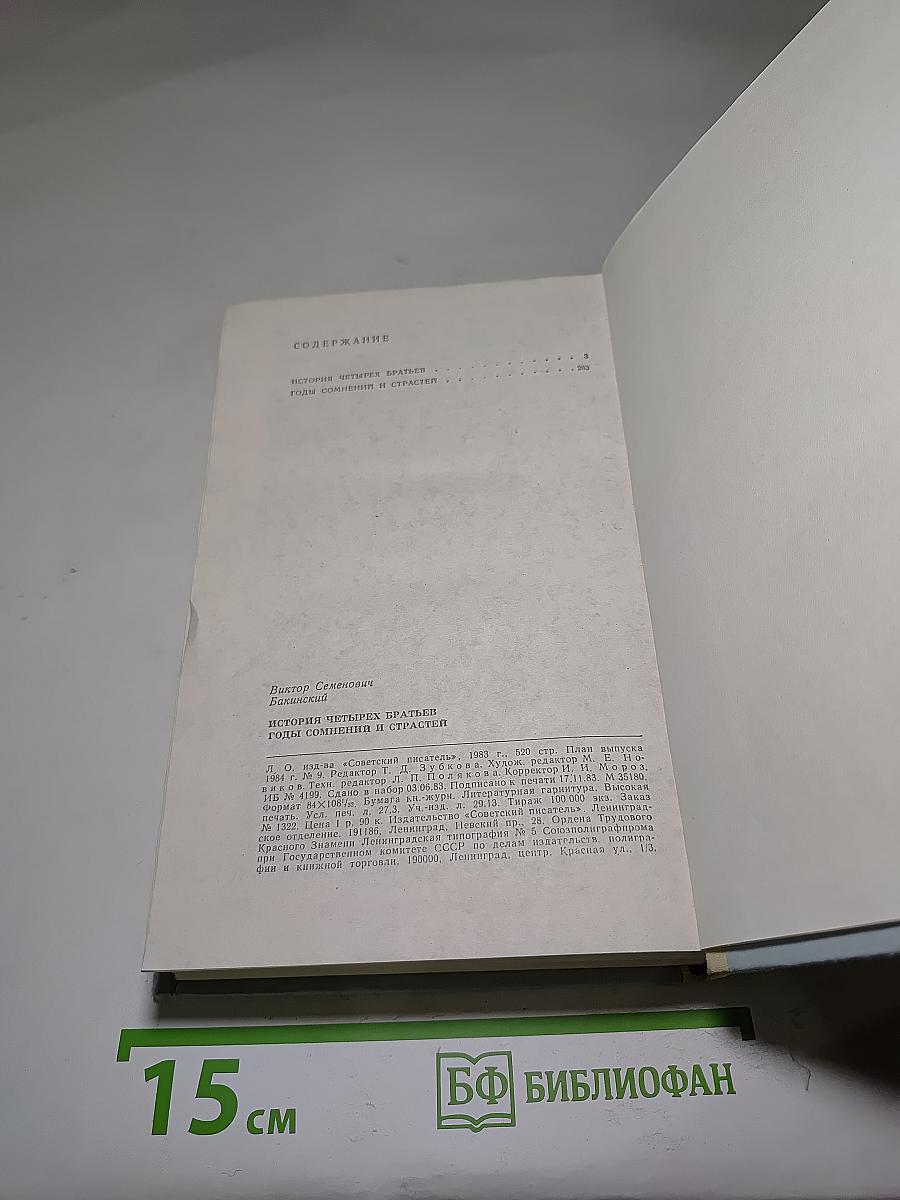 СОДЕРЖАНИЕ
ИСТОРИЯ ЧЕТЫРЕХ БРАТЬЕВ . . . . . . . . . . . . 3
ГОДЫ СОМНЕНИЙ И СТРАСТЕЙ . . . . . . . . . . . 263
Виктор Семенович
Бакинский
ИСТОРИЯ ЧЕТЫРЕХ БРАТЬЕВ
ГОДЫ СОМНЕНИЙ И СТРАСТЕЙ
Л. О. изд-ва «Советский писатель», 1983 г., 520 стр. План выпуска
1984 г. № 9. Редактор Т. Д. Зубкова. Худож. редактор М. Е. Но-
виков. Техн. редактор Л. П. Полякова. Корректор И. И. Мороз.
ИБ № 4199. Сдано в набор 03.06.83. Подписано к печати 17.11.83. М 35180.
Формат 84×108¹/₃₂. Бумага кн.-журн. Литературная гарнитура. Высокая
печать. Усл. печ. л. 27,3. Уч.-изд. л. 29,13. Тираж 100 000 экз. Заказ
№ 1322. Цена 1 р. 90 к. Издательство «Советский писатель». Ленинград-
ское отделение. 191186, Ленинград, Невский пр., 28. Ордена Трудового
Красного Знамени Ленинградская типография № 5 Союзполиграфпрома
при Государственном комитете СССР по делам издательств, полигра-
фии и книжной торговли. 190000, Ленинград, центр, Красная ул., 1/3.
15 см
БФ БИБЛИОФАН